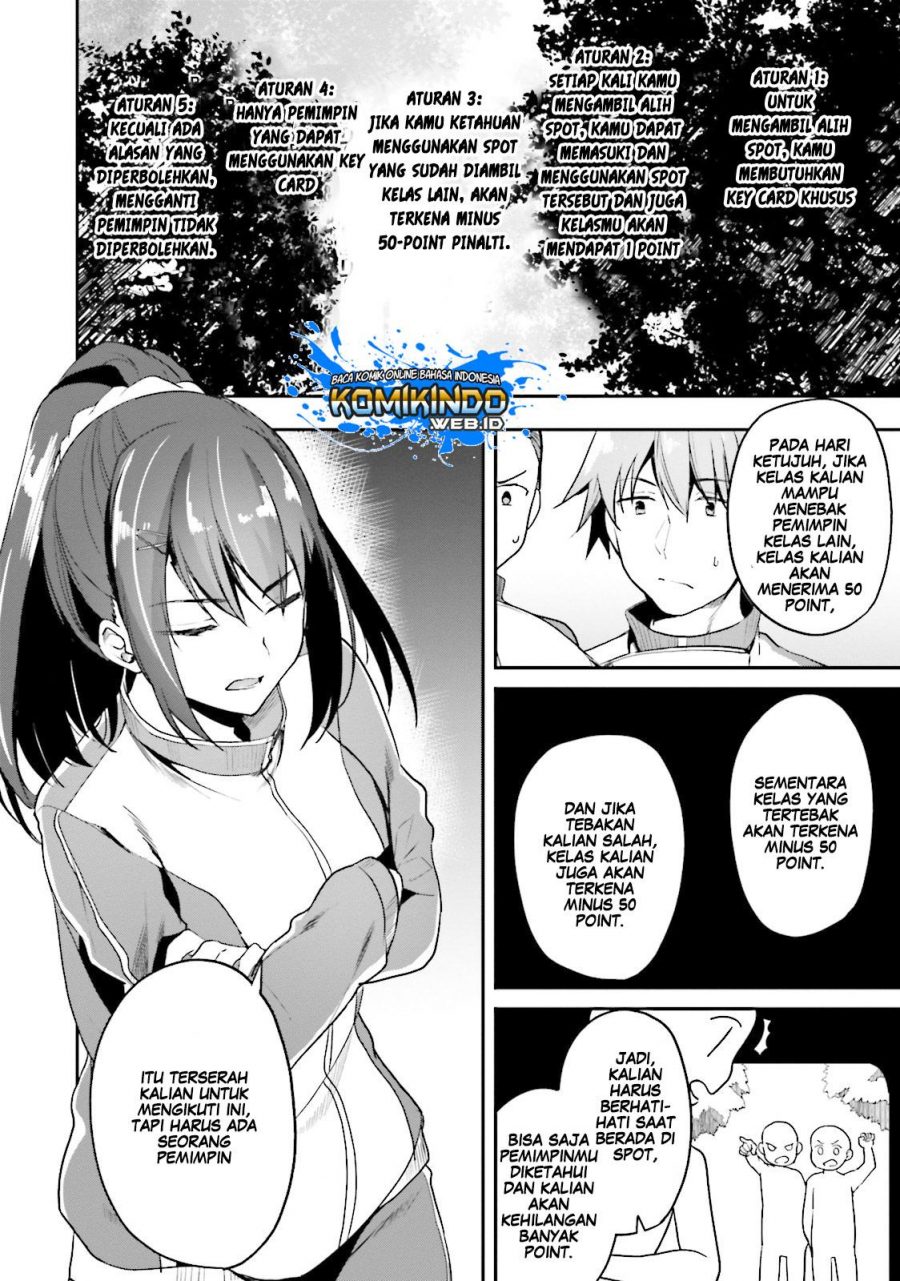 ATURAN 1:
UNTUK
MENGAMBIL ALIH
SPOT, KAMU
MEMBUTUHKAN
KEY CARD KHUSUS
ATURAN 2:
SETIAP KALI KAMU
MENGAMBIL ALIH
SPOT, KAMU DAPAT
MEMASUKI DAN
MENGGUNAKAN SPOT
TERSEBUT DAN JUGA
KELASMU AKAN
MENDAPAT 1 POINT
ATURAN 3:
JIKA KAMU KETAHUAN
MENGGUNAKAN SPOT
YANG SUDAH DIAMBIL
KELAS LAIN, AKAN
TERKENA MINUS
50-POINT PINALTI.
ATURAN 4:
HANYA PEMIMPIN
YANG DAPAT
MENGGUNAKAN KEY
CARD
ATURAN 5:
KECUALI ADA
ALASAN YANG
DIPERBOLEHKAN,
MENGGANTI
PEMIMPIN TIDAK
DIPERBOLEHKAN.
BACA KOMIK ONLINE BAHASA INDONESIA
KOMIKINDO
WEB.ID
PADA HARI
KETUJUH, JIKA
KELAS KALIAN
MAMPU
MENEBAK
PEMIMPIN
KELAS LAIN,
KELAS KALIAN
AKAN
MENERIMA 50
POINT,
SEMENTARA
KELAS YANG
TERTEBAK
AKAN TERKENA
MINUS 50
POINT.
DAN JIKA
TEBAKAN
KALIAN SALAH,
KELAS KALIAN
JUGA AKAN
TERKENA
MINUS 50
POINT.
JADI,
KALIAN
HARUS
BERHATI-
HATI SAAT
BERADA DI
SPOT,
BISA SAJA
PEMIMPINMU
DIKETAHUI
DAN KALIAN
AKAN
KEHILANGAN
BANYAK
POINT.
ITU TERSERAH
KALIAN UNTUK
MENGIKUTI INI,
TAPI HARUS ADA
SEORANG
PEMIMPIN